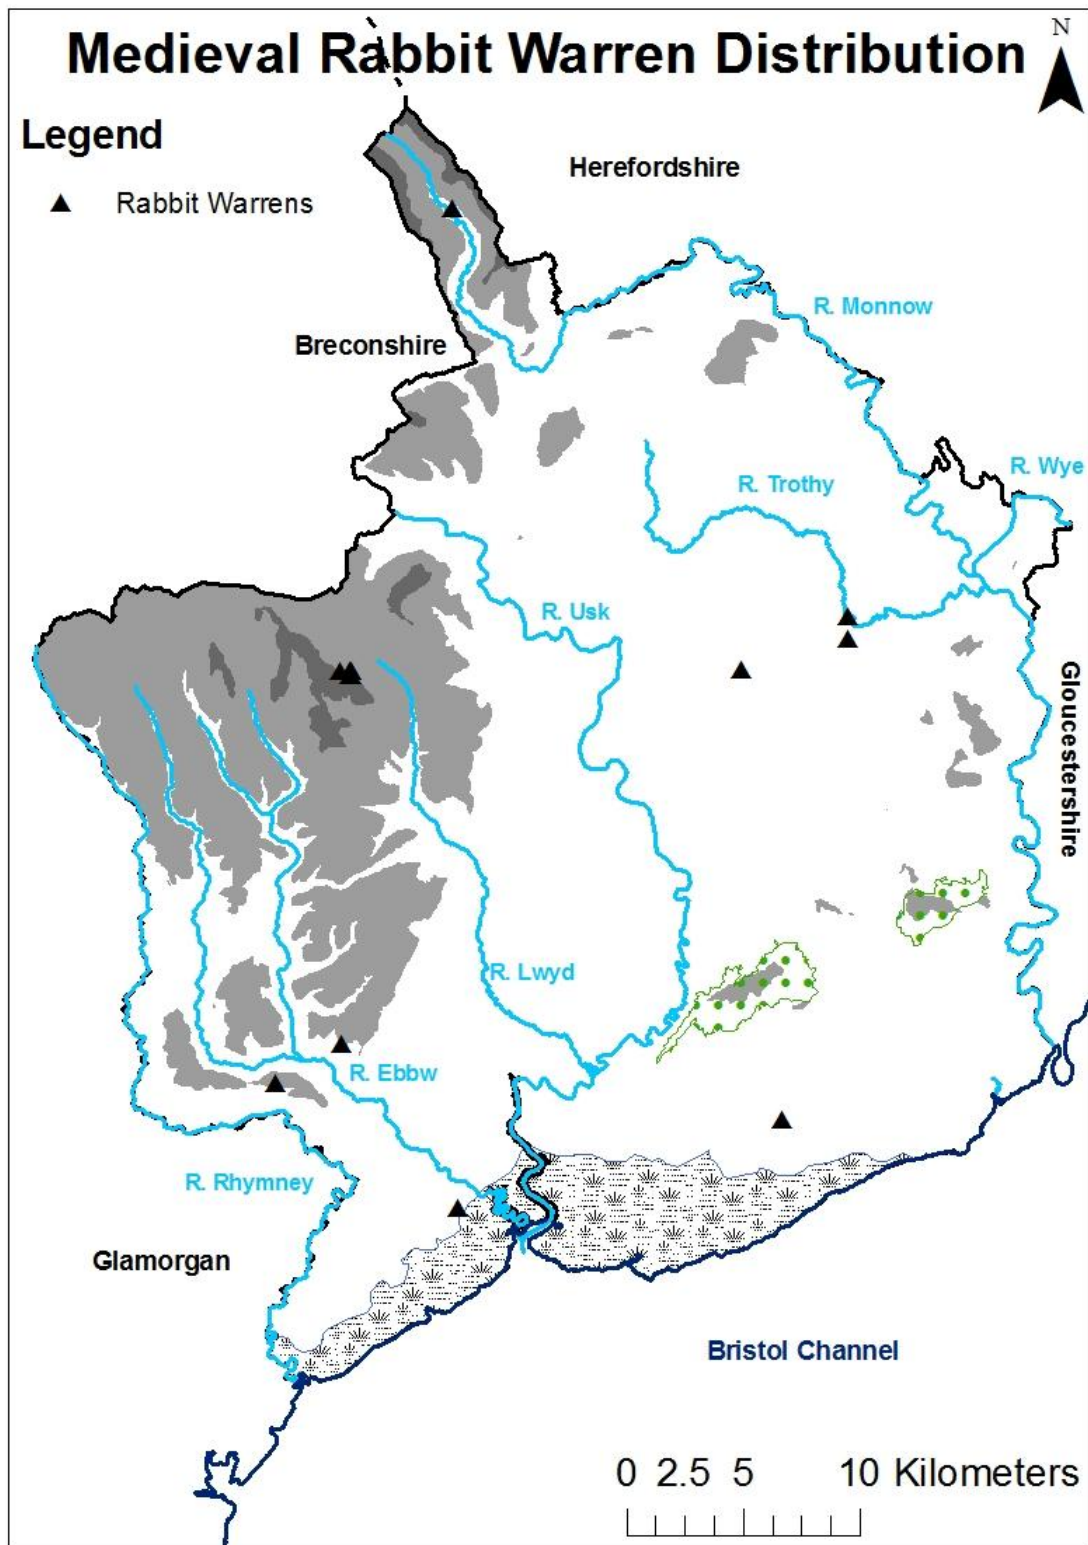 Medieval Rabbit Warren Distribution
N
Legend
Rabbit Warrens
Herefordshire
R. Monnow
Breconshire
R. Wye
R. Trothy
R. Usk
Gloucestershire
R. Lwyd
R. Ebbw
R. Rhymney
Glamorgan
Bristol Channel
0 2.5 5 10 Kilometers